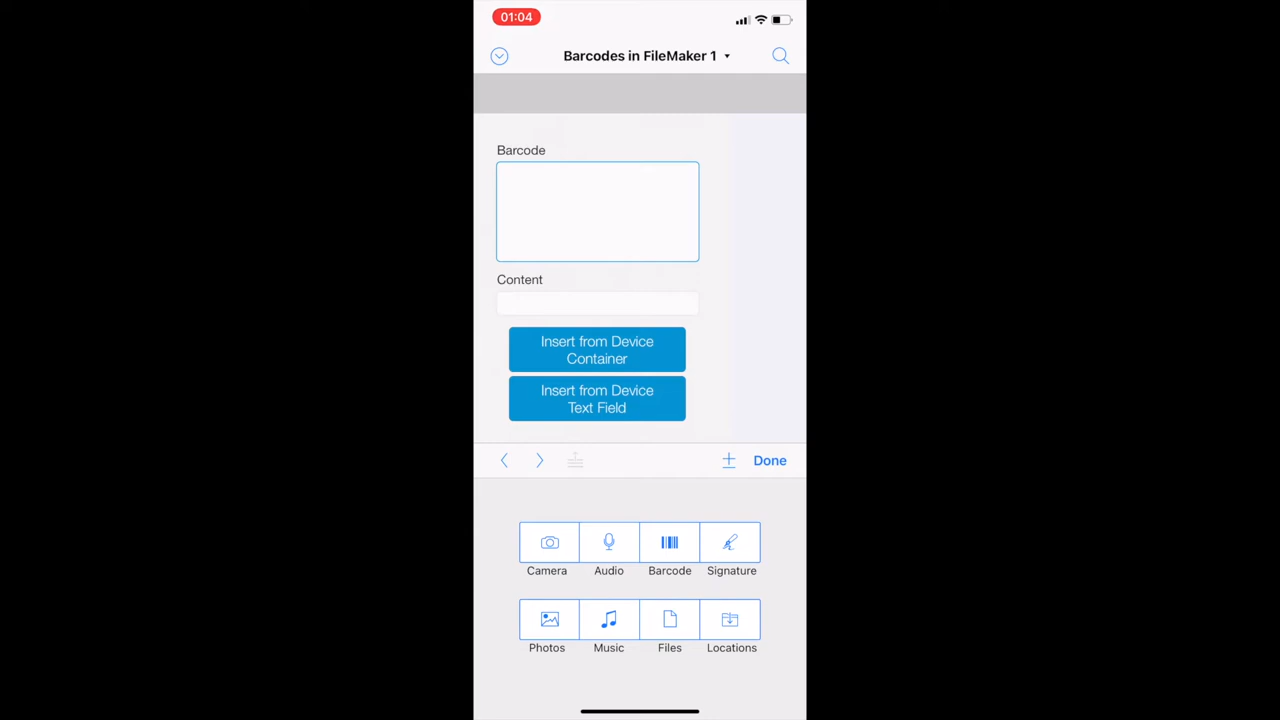 01:04
Barcodes in FileMaker 1
Barcode
Content
Insert from Device
Container
Insert from Device
Text Field
Done
Camera
Audio
Barcode
Signature
Photos
Music
Files
Locations